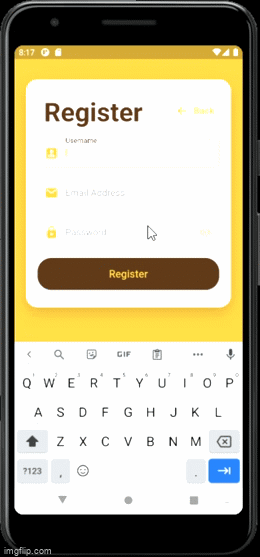 8:17
Register
Back
Username
Email Address
Password
Register
GIF
Q W E R T Y U I O P
1 2 3 4 5 6 7 8 9 0
A S D F G H J K L
Z X C V B N M
?123 , .
imgflip.com